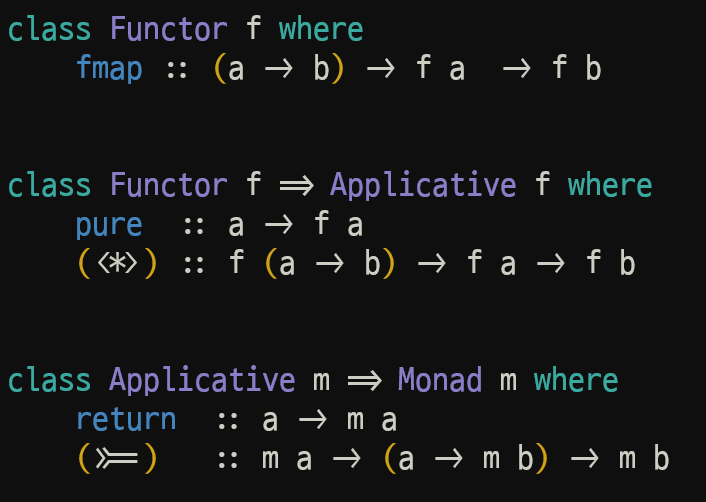 class Functor f where
    fmap :: (a -> b) -> f a  -> f b
class Functor f => Applicative f where
    pure  :: a -> f a
    (<*>) :: f (a -> b) -> f a -> f b
class Applicative m => Monad m where
    return  :: a -> m a
    (>>=)   :: m a -> (a -> m b) -> m b